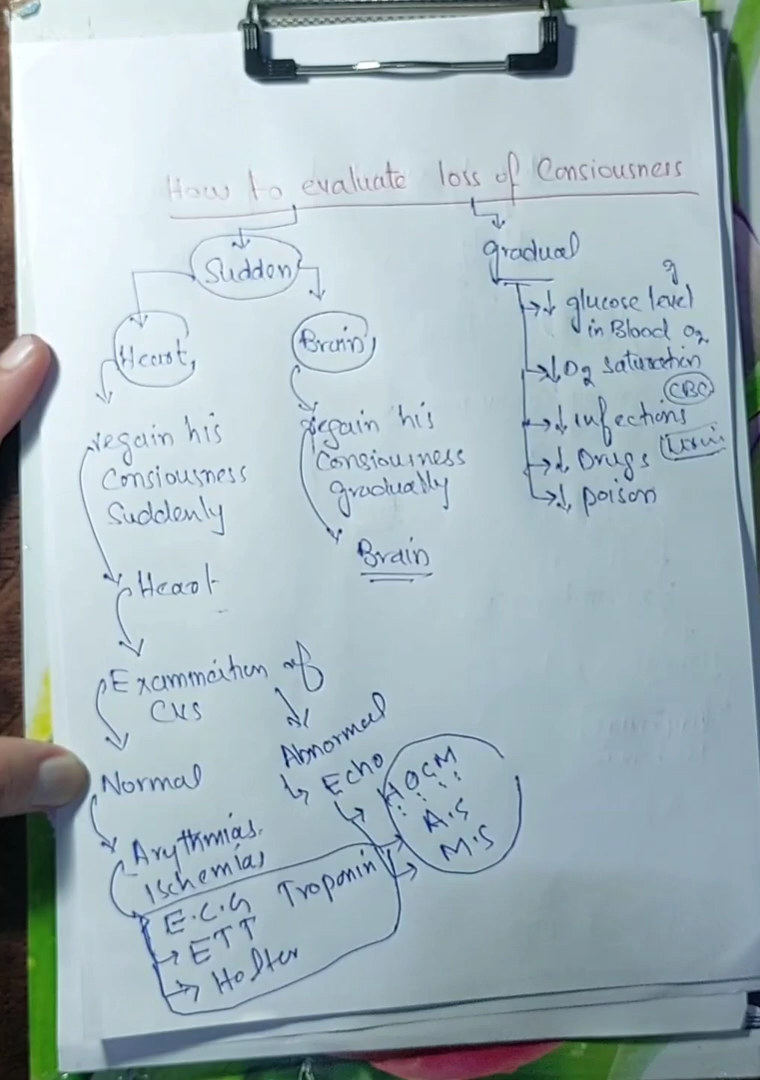 How to evaluate loss of Consiousness
Sudden
Heart
regain his
Consiousness
Suddenly
Heart
Examination of
CVS
Normal
Arythmias
Ischemias
E.C.G
ETT
Holter
Troponin
Abnormal
Echo
HOCM
A.S
M.S
Brain
regain his
Consiousness
gradually
Brain
gradual
g
↓ glucose level
in Blood O2
↓ O2 saturation
CBC
↓ infections
↓ Drugs
↓ poison